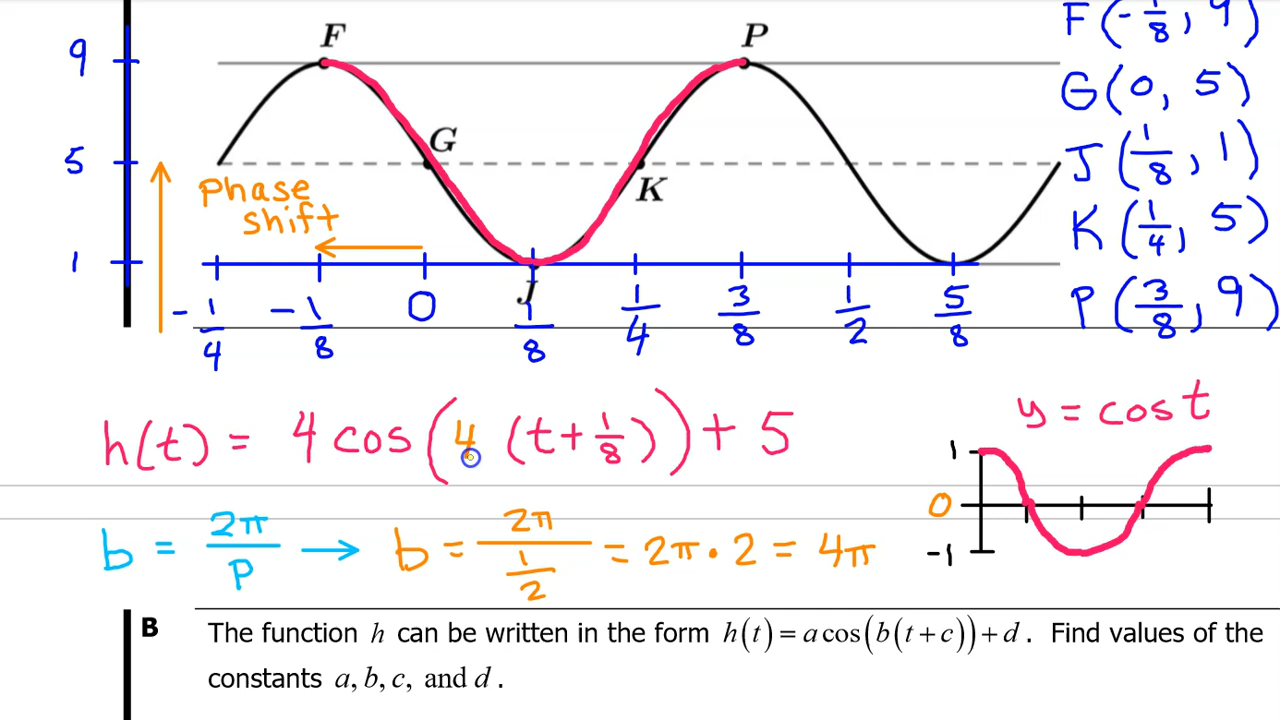 F P
9
G
5
K
Phase
shift
1
J
-1/4 -1/8 0 1/8 1/4 3/8 1/2 5/8
F(-1/8, 9)
G(0, 5)
J(1/8, 1)
K(1/4, 5)
P(3/8, 9)
h(t) = 4 cos(4 (t+1/8)) + 5
y = cos t
1
0
-1
b = 2π/P → b = 2π/(1/2) = 2π • 2 = 4π
B The function h can be written in the form h(t) = a cos(b(t + c)) + d. Find values of the
constants a, b, c, and d.